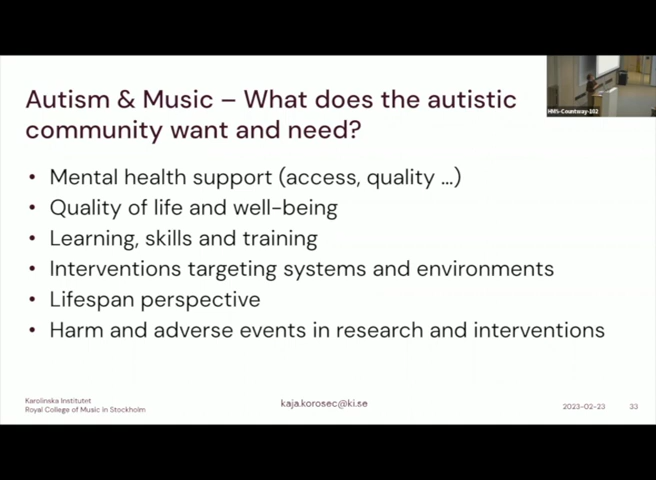 Autism & Music – What does the autistic
community want and need?
• Mental health support (access, quality ...)
• Quality of life and well-being
• Learning, skills and training
• Interventions targeting systems and environments
• Lifespan perspective
• Harm and adverse events in research and interventions
Karolinska Institutet
Royal College of Music in Stockholm
kaja.korosec@ki.se
2023-02-23
33
HMS-Countway-102